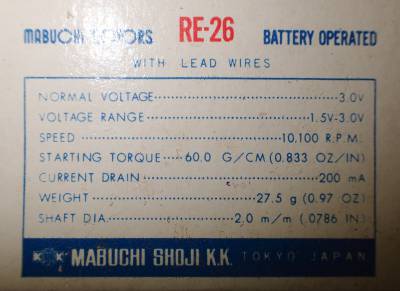 MABUCHI MOTORS RE-26 BATTERY OPERATED
WITH LEAD WIRES
NORMAL VOLTAGE 3.0V
VOLTAGE RANGE 1.5V-3.0V
SPEED 10,100 R.P.M.
STARTING TORQUE 60.0 G/CM (0.833 OZ/IN)
CURRENT DRAIN 200 mA
WEIGHT 27.5 g (0.97 OZ)
SHAFT DIA. 2.0 m/m (.0786 IN)
MABUCHI SHOJI K.K. TOKYO JAPAN